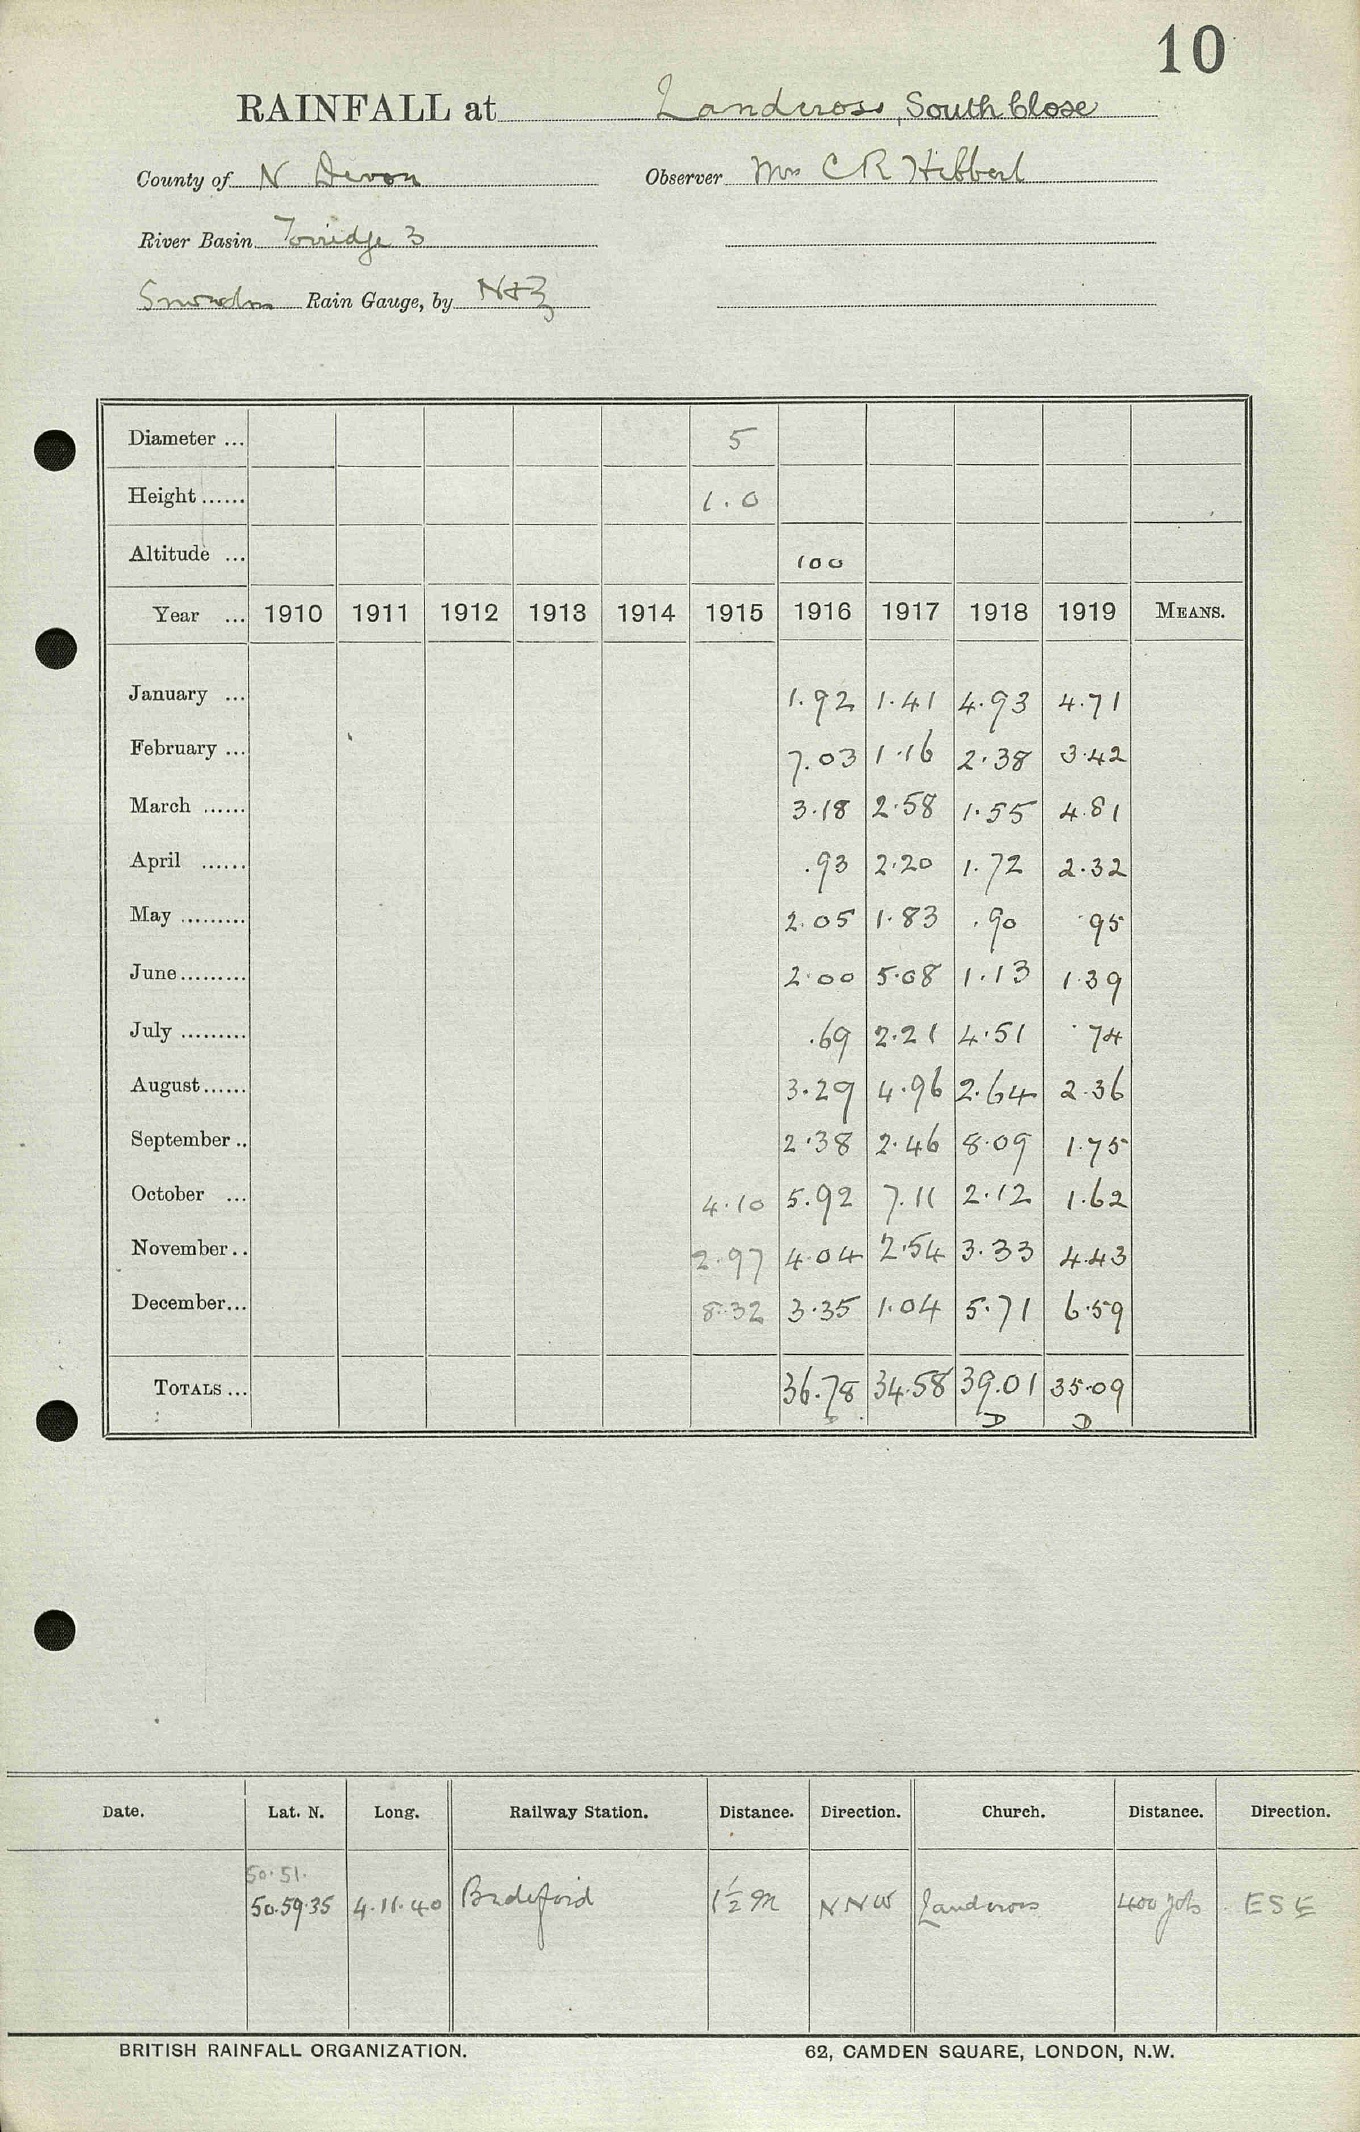 10
RAINFALL at Landcross, South Close
County of N Devon Observer Mrs C R Hibbert
River Basin Torridge 3
Snowdon Rain Gauge, by N+Z
Diameter ... 5
Height ...... 1.0
Altitude ... 100
Year ... 1910 1911 1912 1913 1914 1915 1916 1917 1918 1919 MEANS.
January ... 1.92 1.41 4.93 4.71
February ... 7.03 1.16 2.38 3.42
March ...... 3.18 2.58 1.55 4.81
April ...... .93 2.20 1.72 2.32
May ......... 2.05 1.83 .90 .95
June ......... 2.00 5.08 1.13 1.39
July ......... .69 2.21 4.51 .74
August ...... 3.29 4.96 2.64 2.36
September .. 2.38 2.46 8.09 1.75
October ... 4.10 5.92 7.11 2.12 1.62
November .. 2.97 4.04 2.54 3.33 4.43
December ... 8.32 3.35 1.04 5.71 6.59
TOTALS ... 36.78 34.58 39.01 35.09
D D D
Date. Lat. N. Long. Railway Station. Distance. Direction. Church. Distance. Direction.
50.51.
50.59.35 4.11.40 Bideford 1½ m N N W Landcross 400 yds E S E
BRITISH RAINFALL ORGANIZATION. 62, CAMDEN SQUARE, LONDON, N.W.